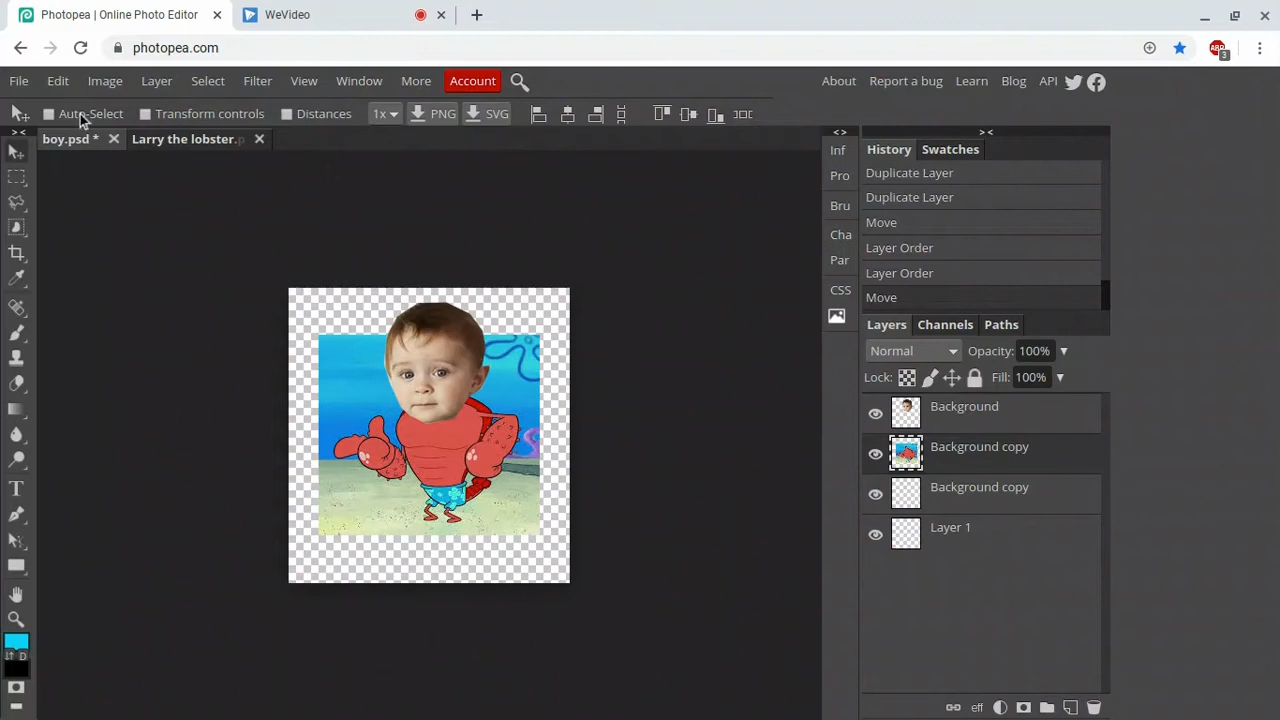 Photopea | Online Photo Editor
WeVideo
photopea.com
ABP
3
File Edit Image Layer Select Filter View Window More Account
About Report a bug Learn Blog API
Auto-Select Transform controls Distances 1x PNG SVG
boy.psd * Larry the lobster.p
> < < > > <
Inf
Pro
Bru
Cha
Par
CSS
History Swatches
Duplicate Layer
Duplicate Layer
Move
Layer Order
Layer Order
Move
Layers Channels Paths
Normal Opacity: 100%
Lock: Fill: 100%
Background
Background copy
Background copy
Layer 1
D
eff